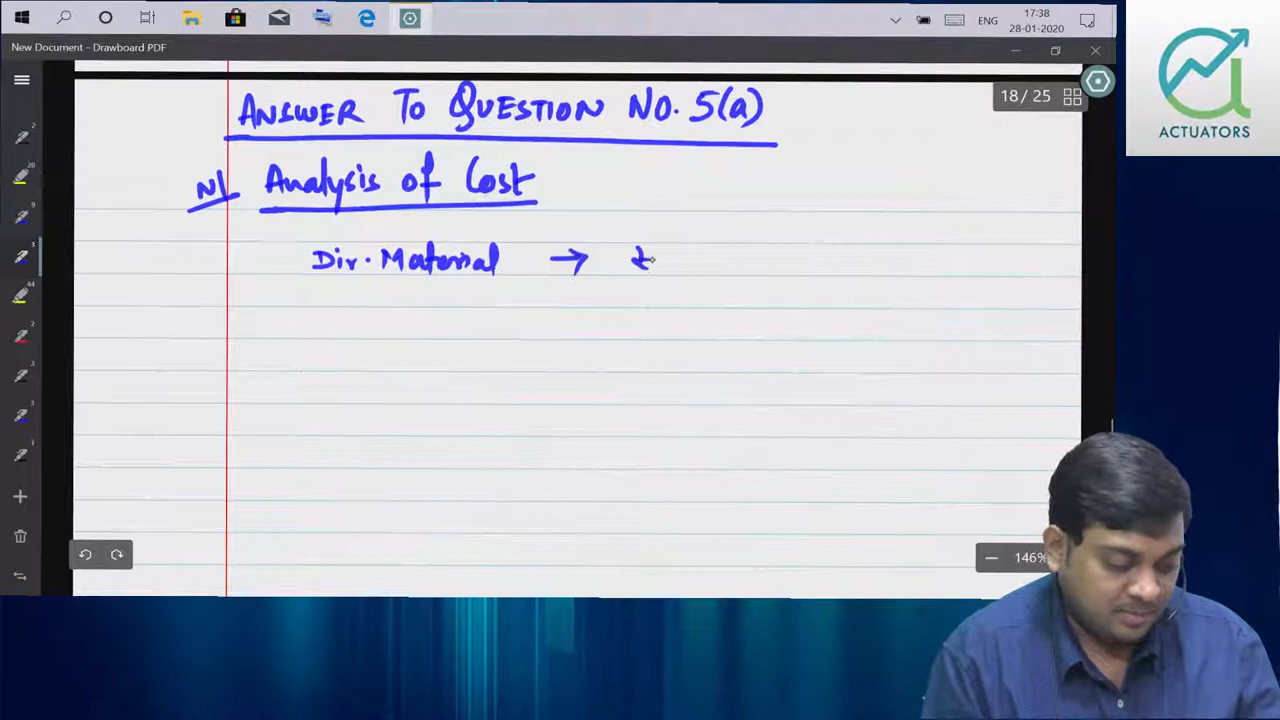 17:38
ENG
28-01-2020
New Document - Drawboard PDF
ANSWER TO QUESTION NO. 5(a)
18 / 25
ACTUATORS
N1 Analysis of Cost
Dir. Material →
146%